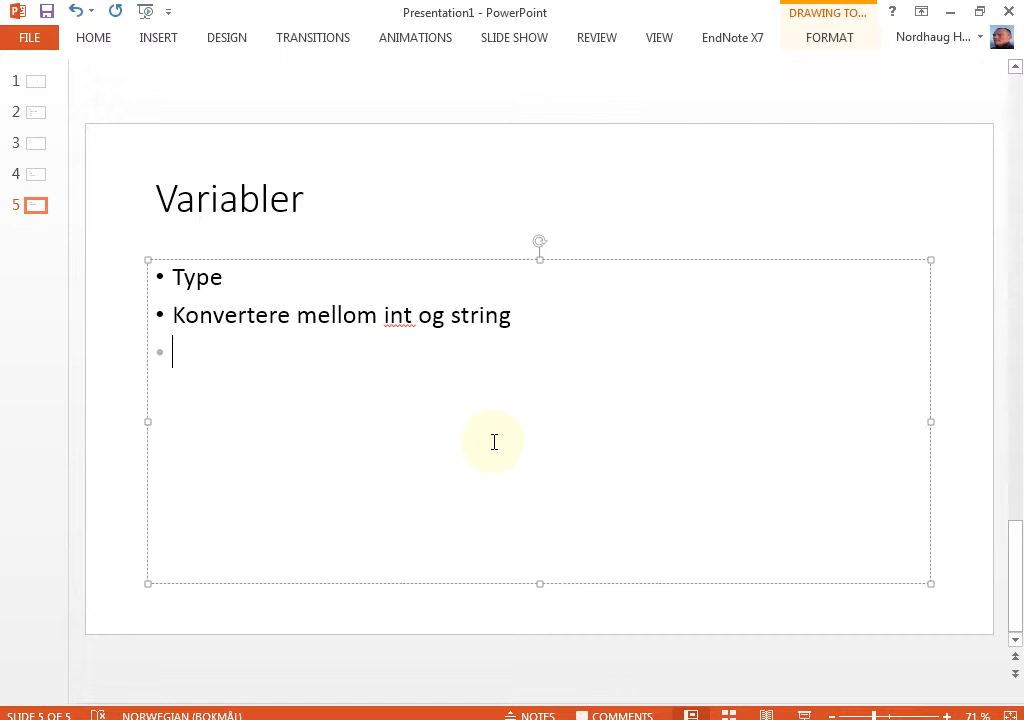 Presentation1 - PowerPoint
DRAWING TO...
?
FILE
HOME
INSERT
DESIGN
TRANSITIONS
ANIMATIONS
SLIDE SHOW
REVIEW
VIEW
EndNote X7
FORMAT
Nordhaug H...
1
2
3
4
5
Variabler
• Type
• Konvertere mellom int og string
•
SLIDE 5 OF 5
NORWEGIAN (BOKMÅL)
NOTES
COMMENTS
71 %